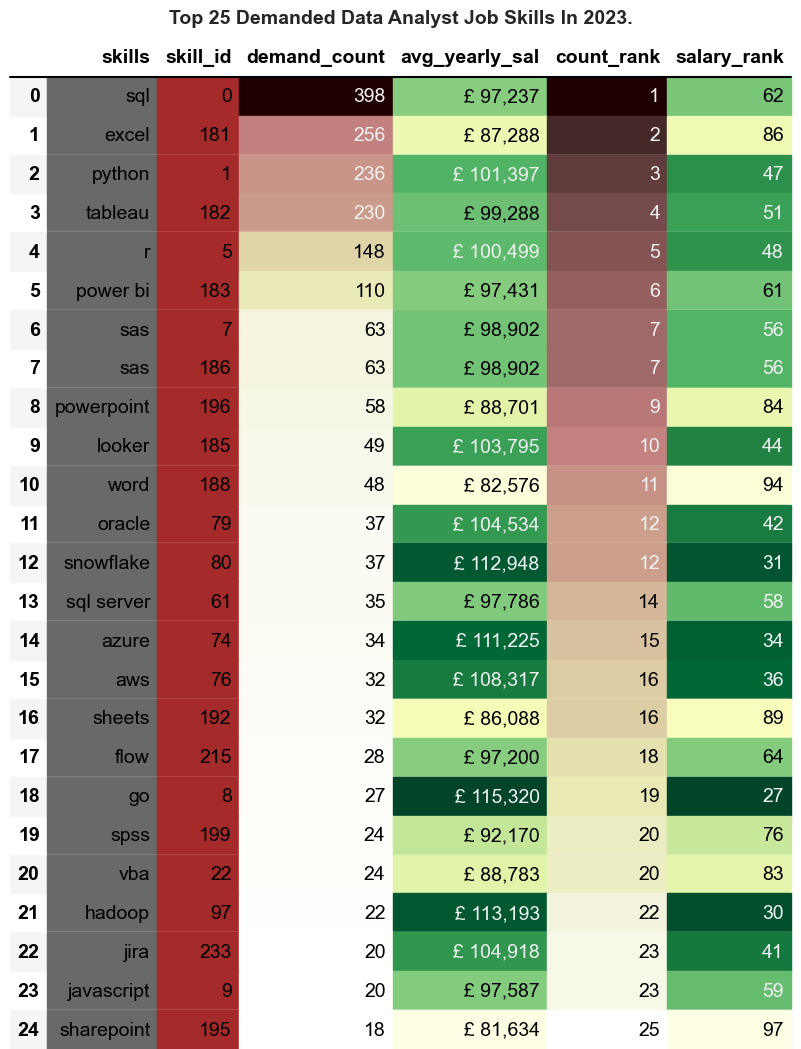 Top 25 Demanded Data Analyst Job Skills In 2023.
skills skill_id demand_count avg_yearly_sal count_rank salary_rank
0 sql 0 398 £ 97,237 1 62
1 excel 181 256 £ 87,288 2 86
2 python 1 236 £ 101,397 3 47
3 tableau 182 230 £ 99,288 4 51
4 r 5 148 £ 100,499 5 48
5 power bi 183 110 £ 97,431 6 61
6 sas 7 63 £ 98,902 7 56
7 sas 186 63 £ 98,902 7 56
8 powerpoint 196 58 £ 88,701 9 84
9 looker 185 49 £ 103,795 10 44
10 word 188 48 £ 82,576 11 94
11 oracle 79 37 £ 104,534 12 42
12 snowflake 80 37 £ 112,948 12 31
13 sql server 61 35 £ 97,786 14 58
14 azure 74 34 £ 111,225 15 34
15 aws 76 32 £ 108,317 16 36
16 sheets 192 32 £ 86,088 16 89
17 flow 215 28 £ 97,200 18 64
18 go 8 27 £ 115,320 19 27
19 spss 199 24 £ 92,170 20 76
20 vba 22 24 £ 88,783 20 83
21 hadoop 97 22 £ 113,193 22 30
22 jira 233 20 £ 104,918 23 41
23 javascript 9 20 £ 97,587 23 59
24 sharepoint 195 18 £ 81,634 25 97